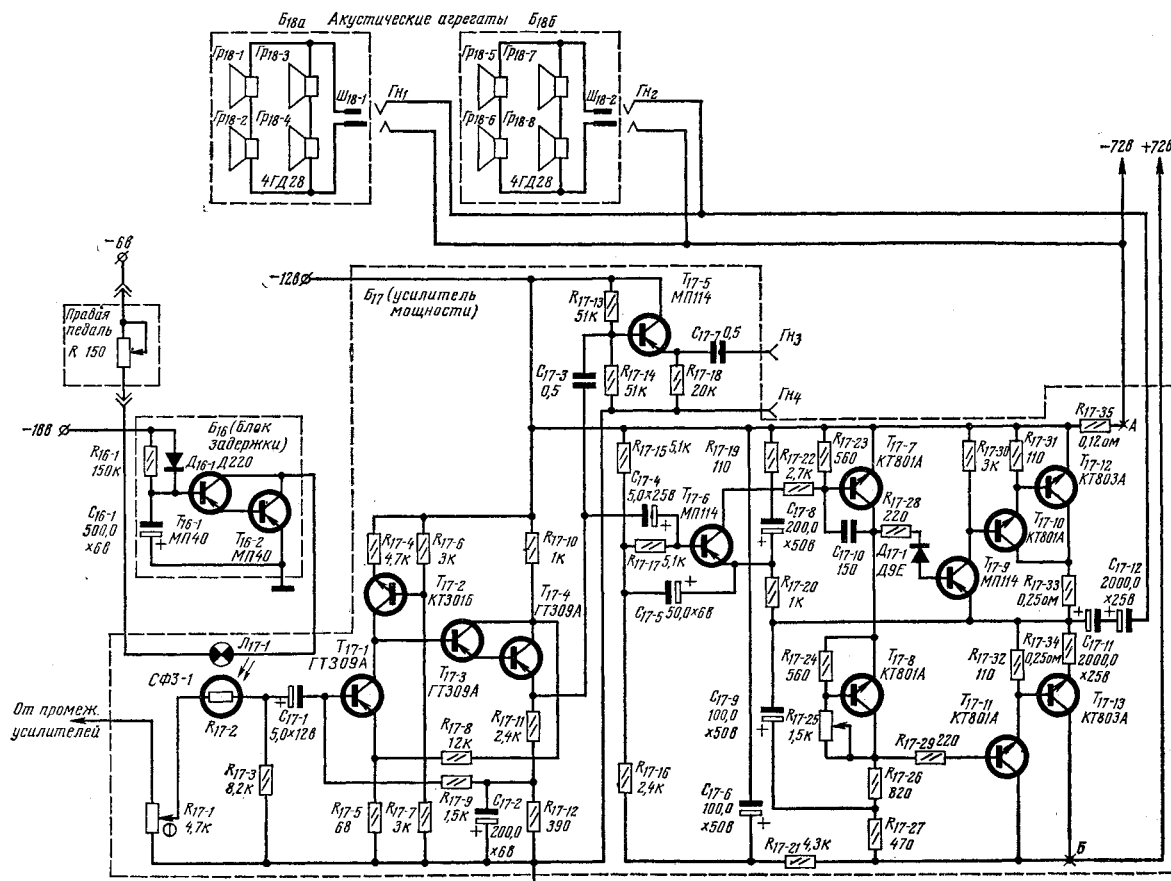 Б18а Акустические агрегаты Б18б
Гр18-1 Гр18-3
Гр18-5 Гр18-7
Ш18-1 Гн1
Ш18-2 Гн2
Гр18-2 Гр18-4
Гр18-6 Гр18-8
4ГД28
4ГД28
-72В +72В
-6В
Правая
педаль
R 150
-12В
Б17 (усилитель
мощности)
R17-13
51К
Т17-5
МП114
C17-7 0,5
Гн3
C17-3
0,5
R17-14
51К
R17-18
20К
Гн4
-18В
Б16 (блок
задержки)
R16-1
150К
Д16-1 Д220
C16-1
500,0
×6В
Т16-1
МП40
Т16-2
МП40
R17-35
0,12ом
А
R17-15 5,1К
R17-19
110
R17-22
2,7К
R17-23
560
Т17-7
КТ801А
R17-30
3К
R17-31
110
Т17-12
КТ803А
C17-4
5,0×25В
Т17-6
МП114
C17-8
200,0
×50В
R17-28
220
C17-10
150
Д17-1
Д9Е
Т17-10
КТ801А
Т17-9
МП114
R17-17 5,1К
C17-5 50,0×6В
R17-20
1К
R17-33
0,25ом
C17-12
2000,0
×25В
R17-4
4,7К
R17-6
3К
R17-10
1К
Т17-2
КТ301Б
Т17-4
ГТ309А
Т17-3
ГТ309А
Л17-1
СФ3-1
Т17-1
ГТ309А
R17-2
C17-1
5,0×12В
От промеж.
усилителей
R17-8
12К
R17-11
2,4К
R17-24
560
Т17-8
КТ801А
R17-32
110
R17-34
0,25ом
C17-11
2000,0
×25В
C17-9
100,0
×50В
R17-25
1,5К
Т17-11
КТ801А
Т17-13
КТ803А
R17-29 220
R17-3
8,2К
R17-1
4,7К
R17-5
68
R17-7
3К
R17-9
1,5К
C17-2
200,0
×6В
R17-12
390
R17-16
2,4К
C17-6
100,0
×50В
R17-26
820
R17-27
470
R17-21 4,3К
Б